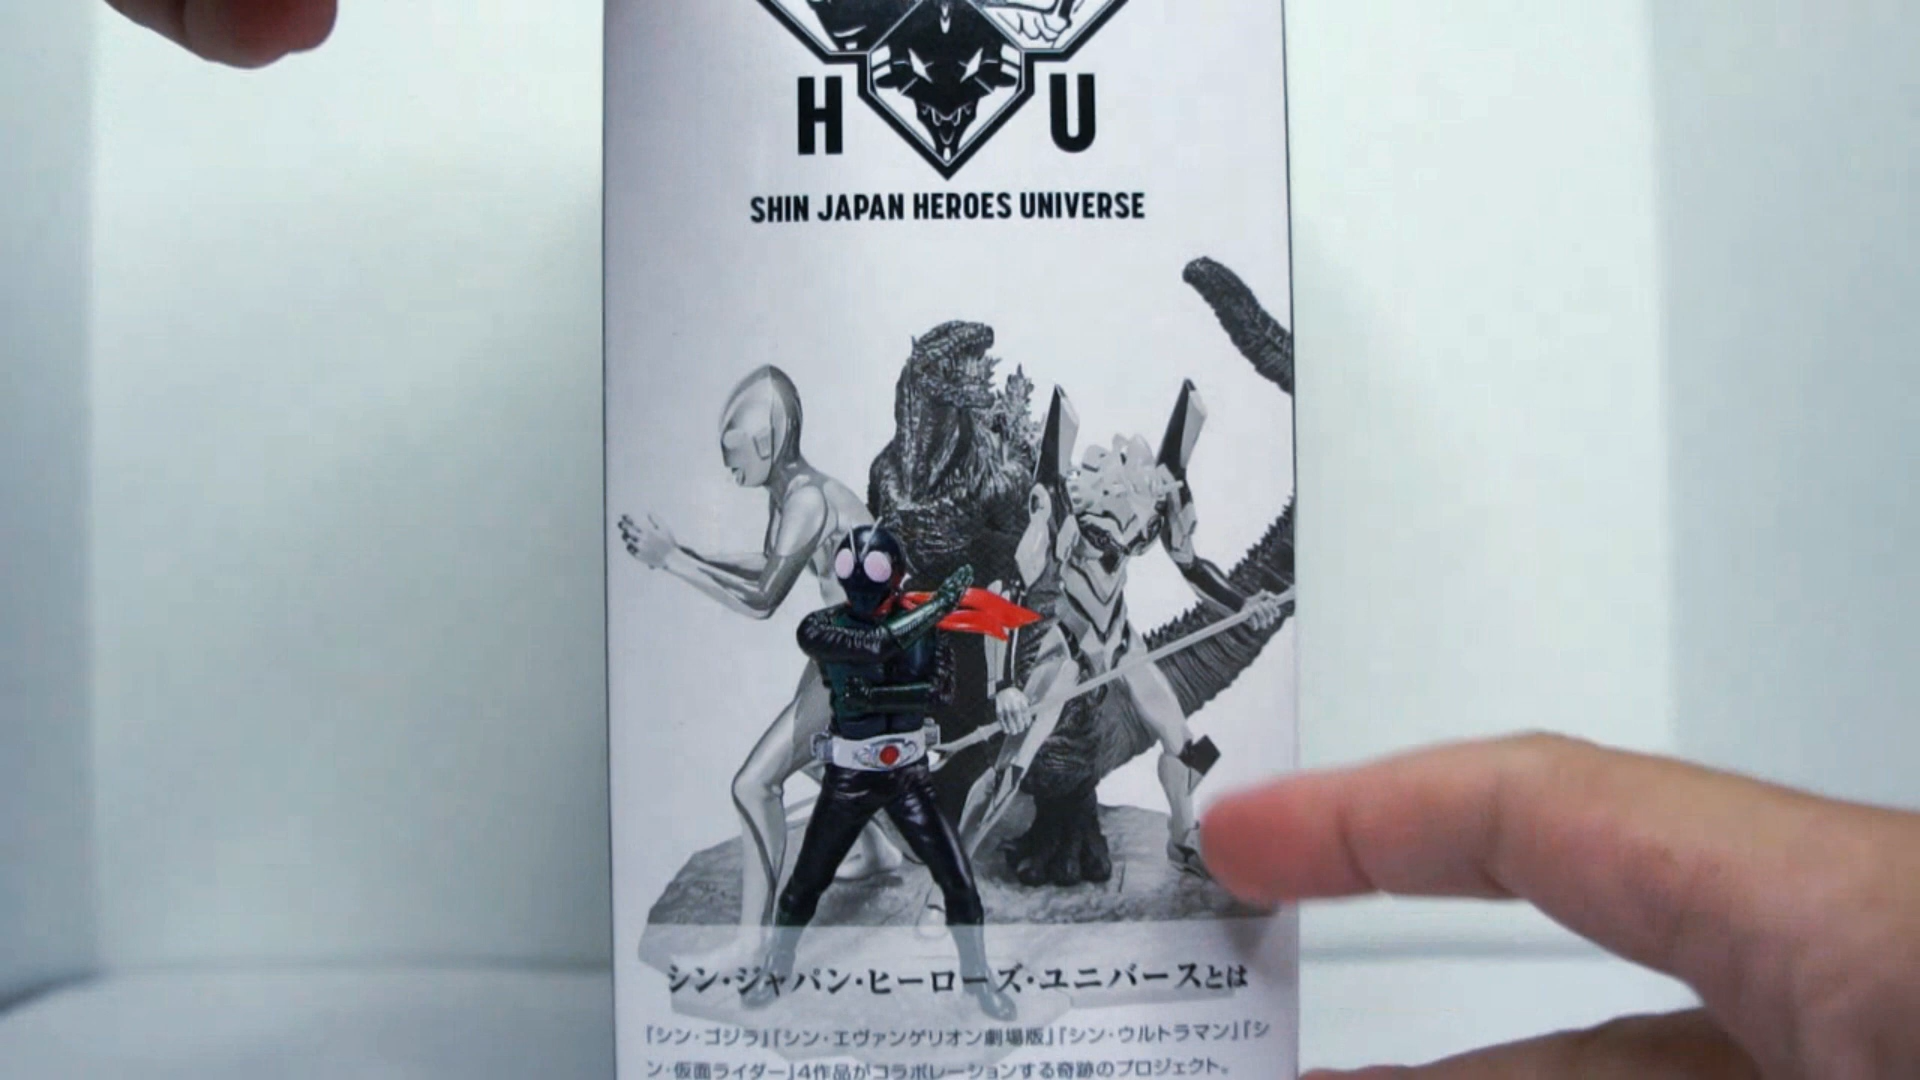 H U
SHIN JAPAN HEROES UNIVERSE
シン・ジャパン・ヒーローズ・ユニバースとは
『シン・ゴジラ』『シン・エヴァンゲリオン劇場版』『シン・ウルトラマン』『シ
ン・仮面ライダー』4作品がコラボレーションする奇跡のプロジェクト。